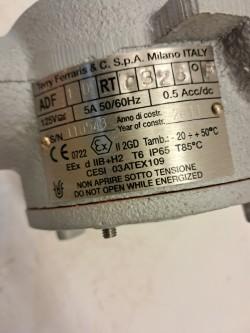 Terry Ferraris & C. S.p.A. Milano ITALY
ADF RT
125V 5A 50/60Hz 0.5 Acc/dc
S/N Anno di costr.
Year of constr.
CE 0722 Ex II 2GD Tamb.: - 20 ÷ +50°C
EEx d IIB+H2 T6 IP65 T85°C
CESI 03ATEX109
NON APRIRE SOTTO TENSIONE
DO NOT OPEN WHILE ENERGIZED